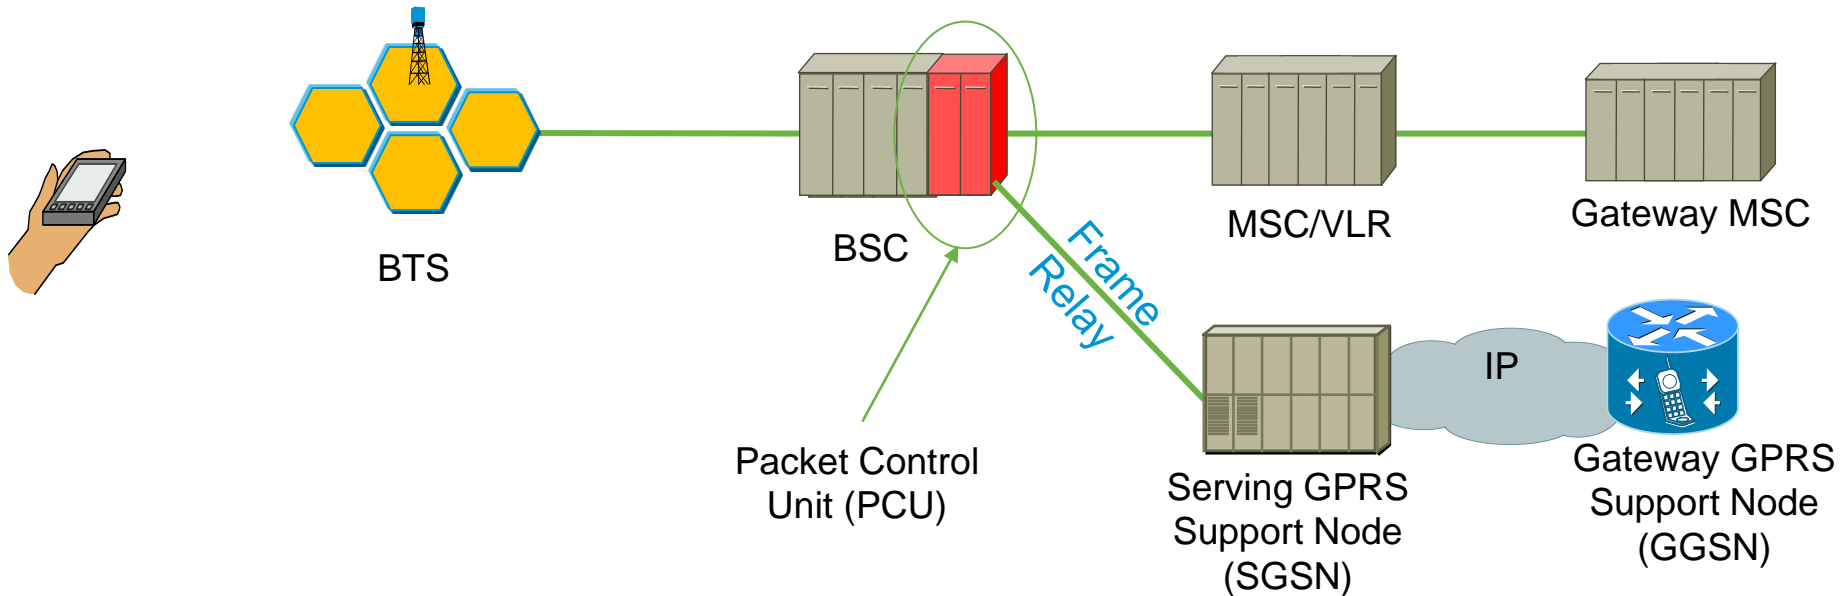 BTS
BSC
MSC/VLR
Gateway MSC
Frame
Relay
IP
Packet Control
Unit (PCU)
Serving GPRS
Support Node
(SGSN)
Gateway GPRS
Support Node
(GGSN)